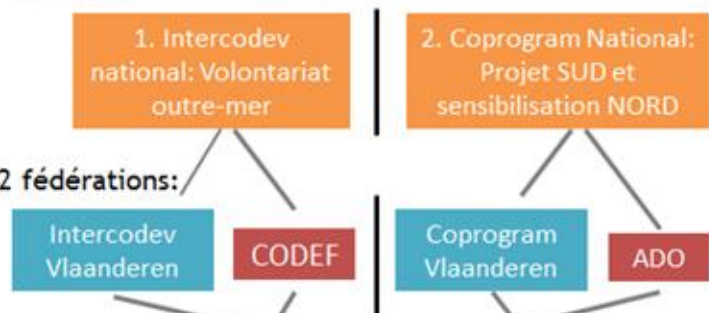 1. Intercodev
national: Volontariat
outre-mer
2. Coprogram National:
Projet SUD et
sensibilisation NORD
2 fédérations:
Intercodev
Vlaanderen
CODEF
Coprogram
Vlaanderen
ADO